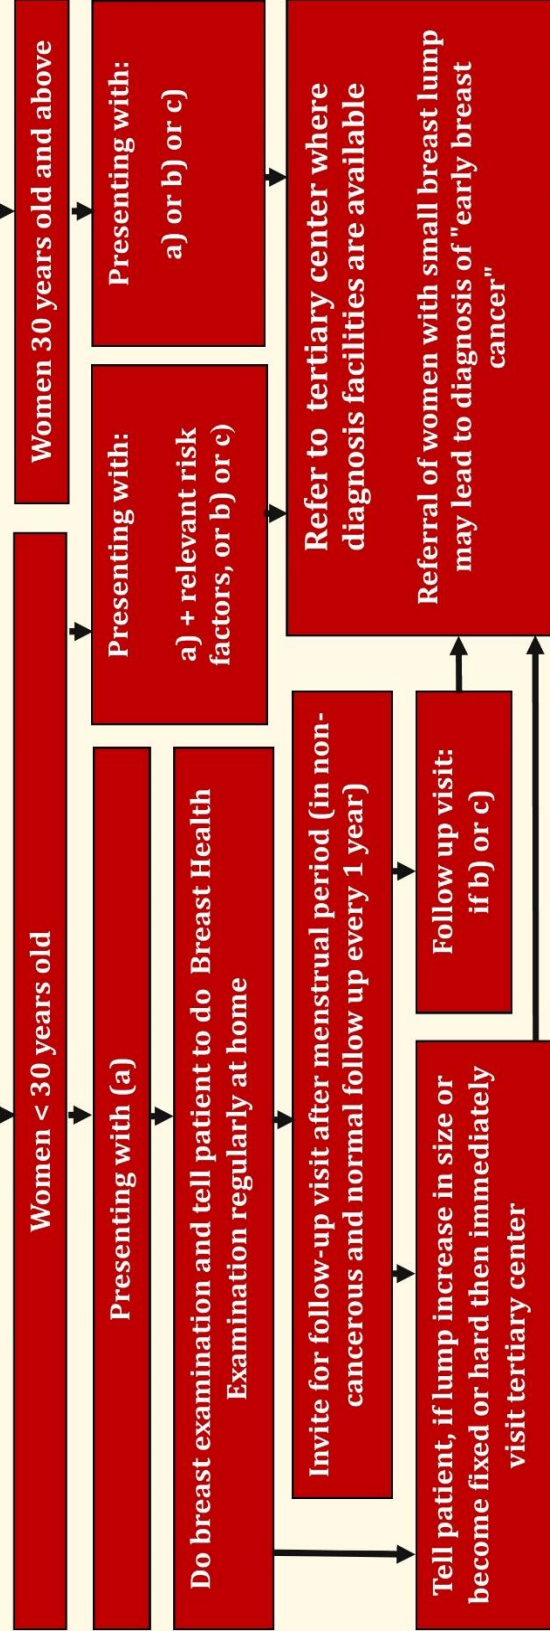 Women < 30 years old
Women 30 years old and above
Presenting with (a)
Presenting with:
a) + relevant risk
factors, or b) or c)
Presenting with:
a) or b) or c)
Do breast examination and tell patient to do Breast Health
Examination regularly at home
Invite for follow-up visit after menstrual period (in non-
cancerous and normal follow up every 1 year)
Tell patient, if lump increase in size or
become fixed or hard then immediately
visit tertiary center
Follow up visit:
if b) or c)
Refer to tertiary center where
diagnosis facilities are available
Referral of women with small breast lump
may lead to diagnosis of "early breast
cancer"